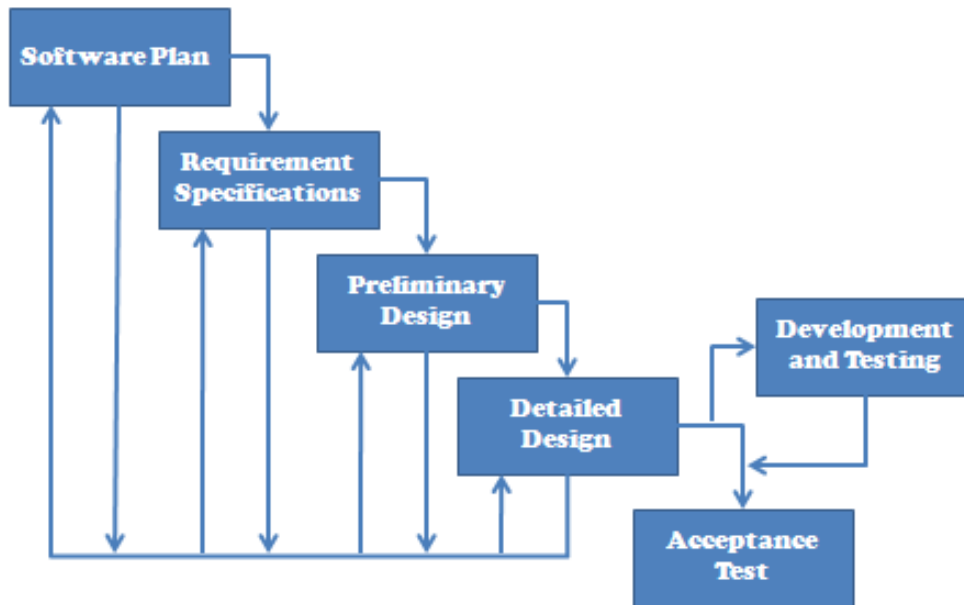 Software Plan
Requirement
Specifications
Preliminary
Design
Development
and Testing
Detailed
Design
Acceptance
Test